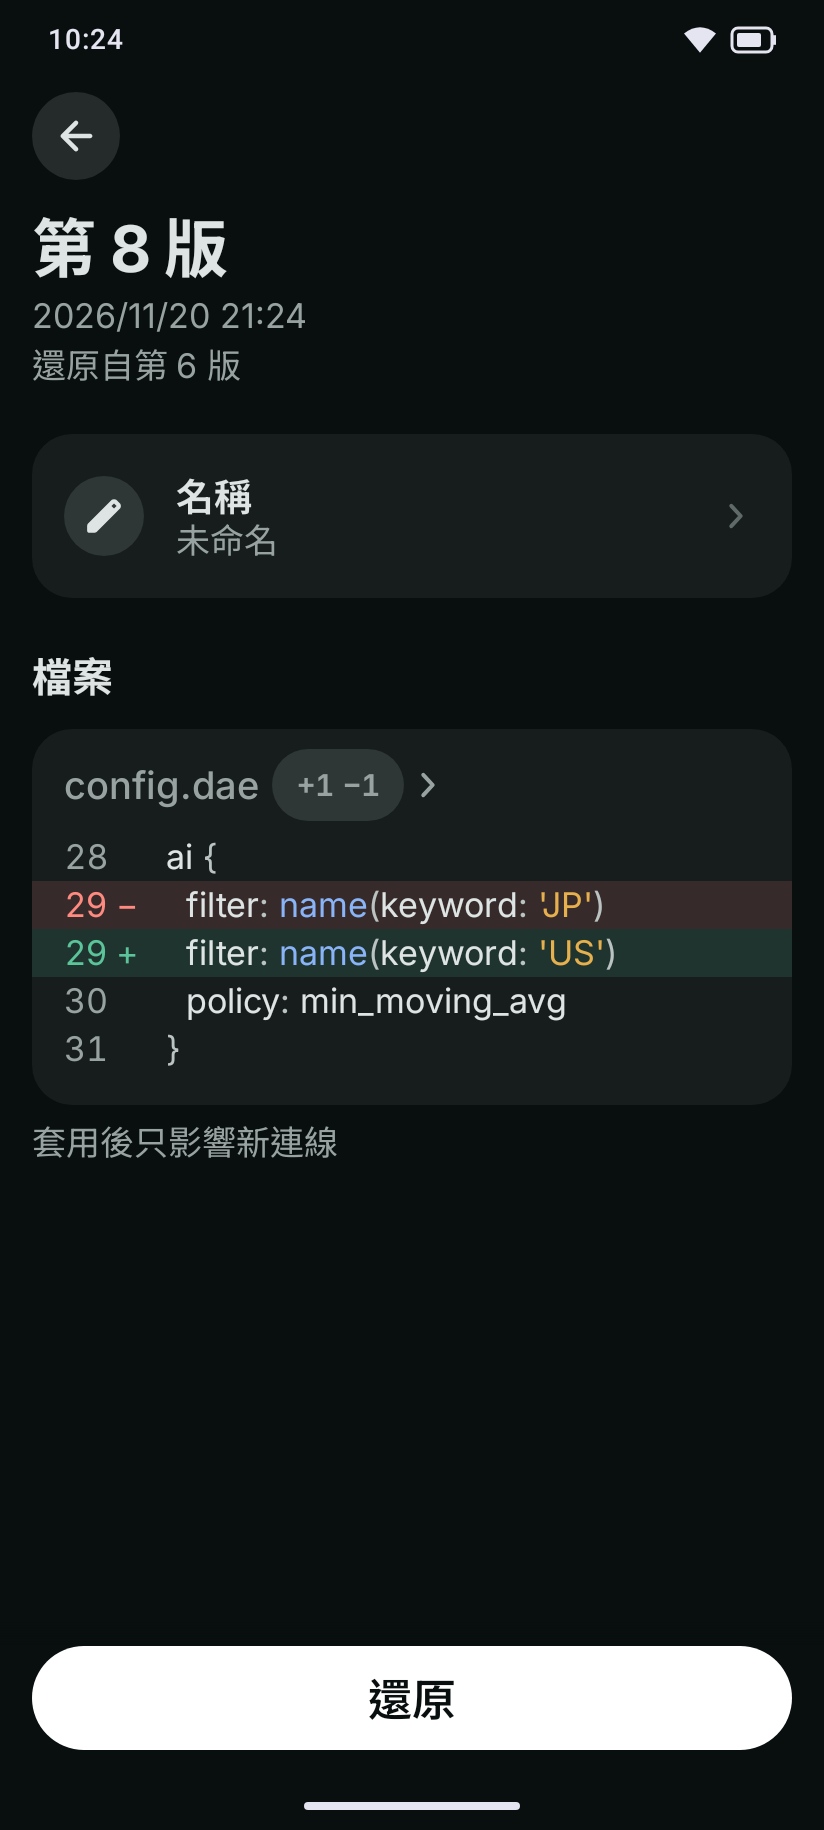 10:24
第 8 版
2026/11/20 21:24
還原自第 6 版
名稱
未命名
檔案
config.dae +1 −1
28 ai {
29 − filter: name(keyword: 'JP')
29 + filter: name(keyword: 'US')
30 policy: min_moving_avg
31 }
套用後只影響新連線
還原